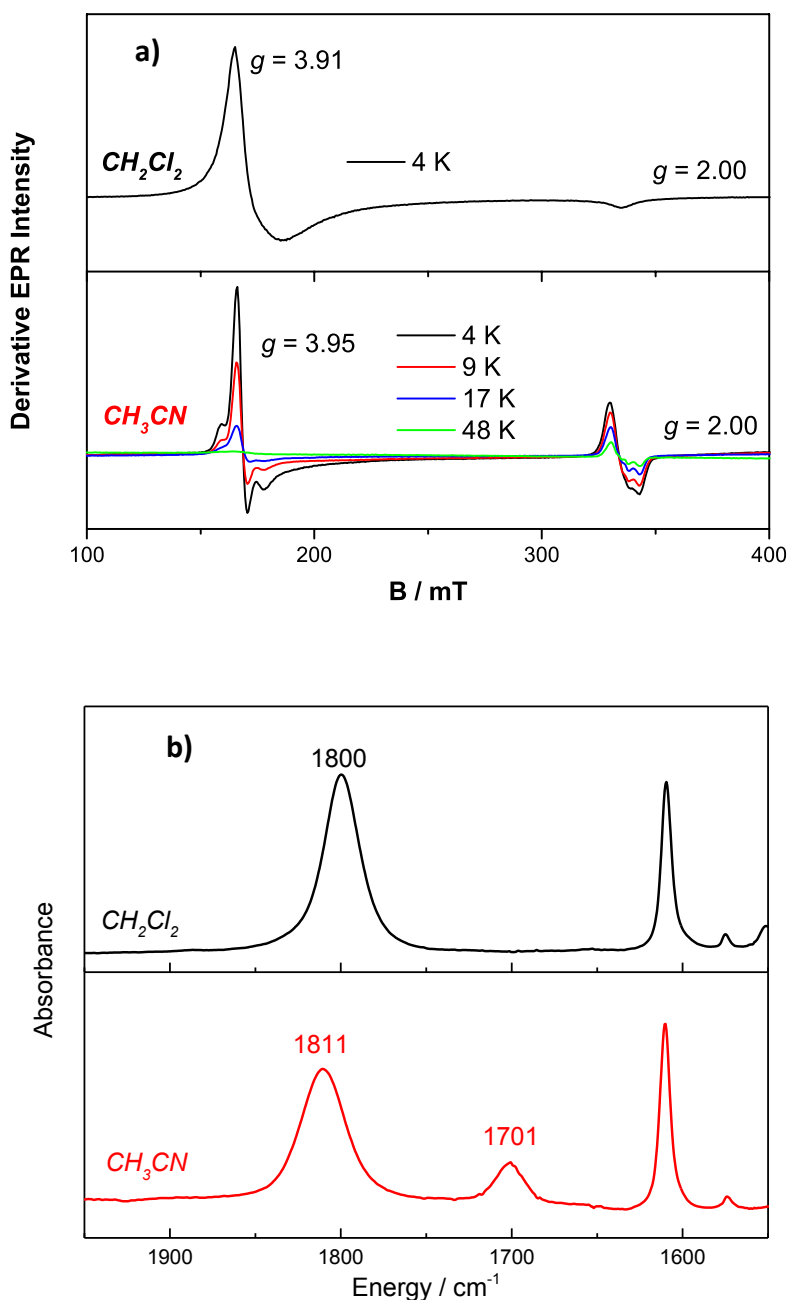 a)
g = 3.91
CH2Cl2
4 K
g = 2.00
Derivative EPR Intensity
g = 3.95
4 K
9 K
17 K
48 K
CH3CN
g = 2.00
100 200 300 400
B / mT
b)
1800
CH2Cl2
Absorbance
1811
1701
CH3CN
1900 1800 1700 1600
Energy / cm-1